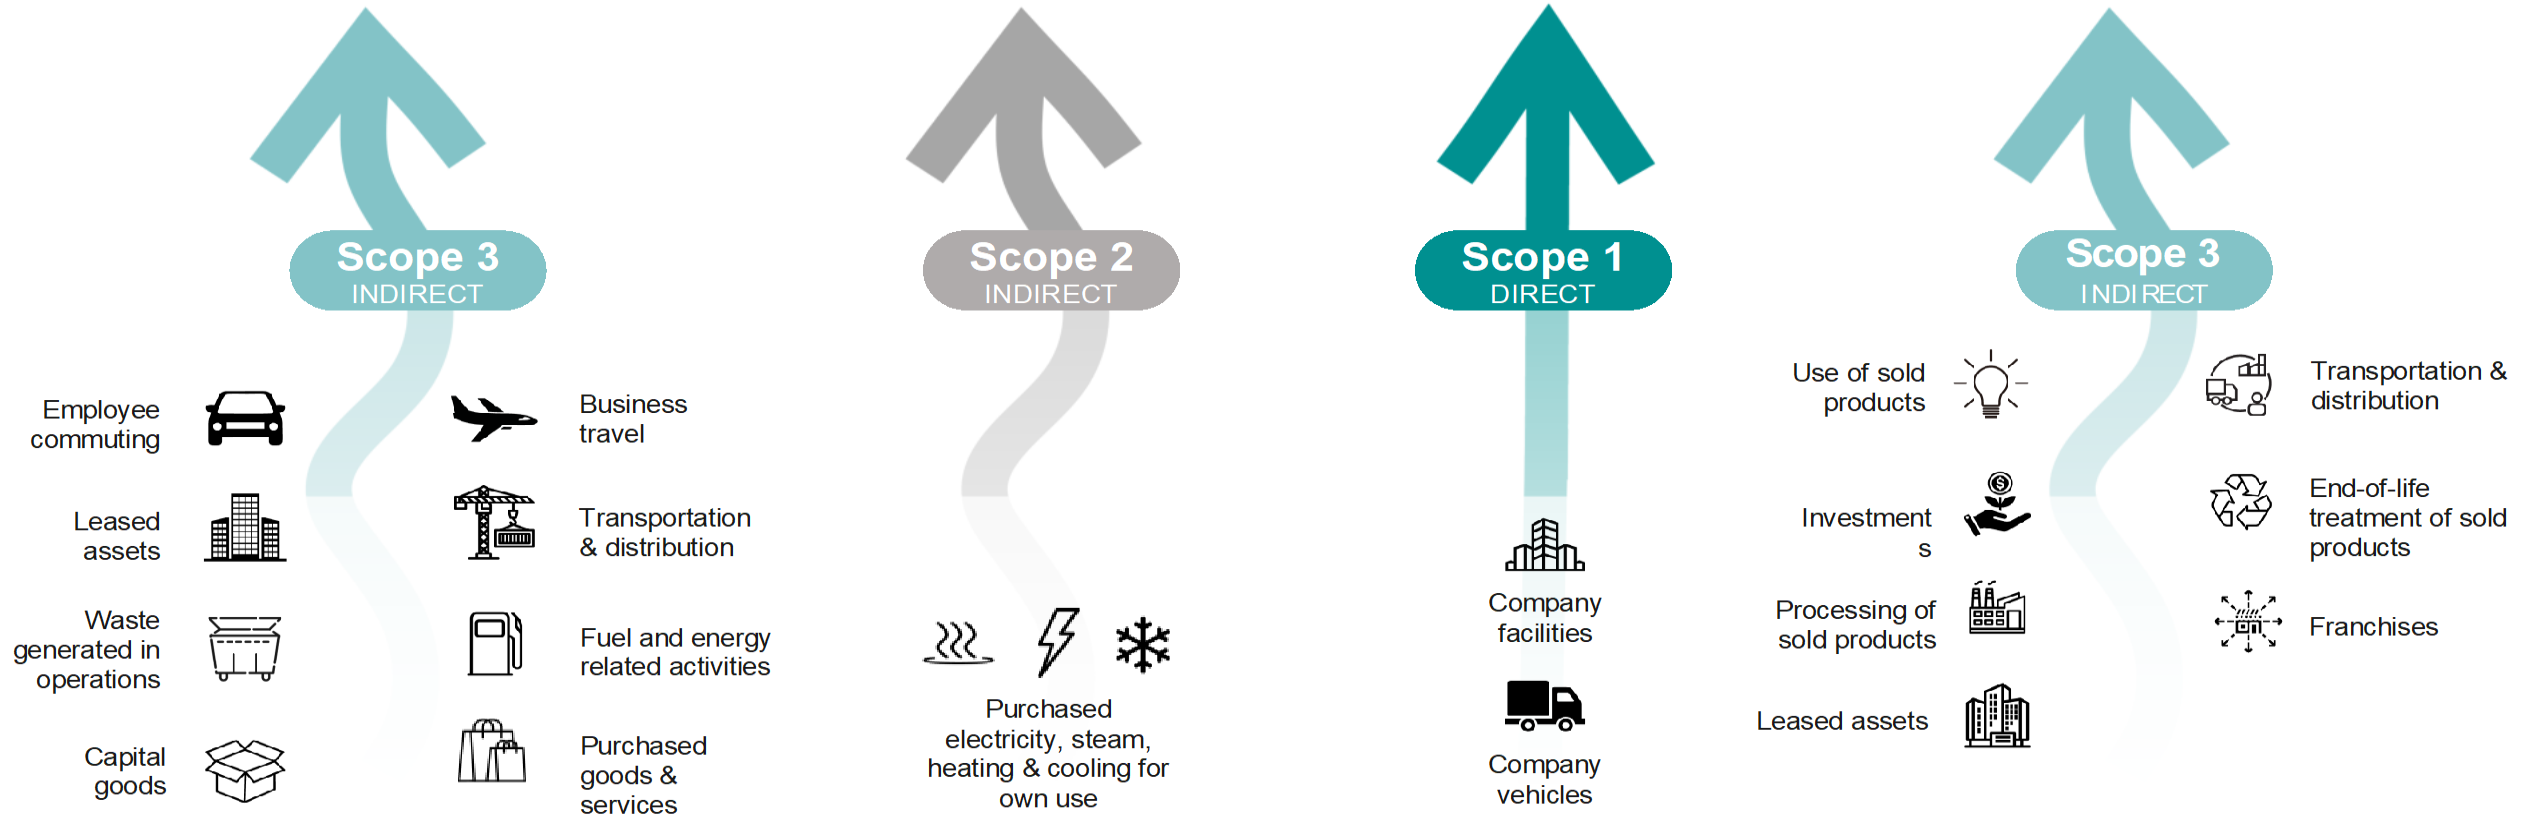 Scope 3
INDIRECT
Employee
commuting
Business
travel
Leased
assets
Transportation
& distribution
Waste
generated in
operations
Fuel and energy
related activities
Capital
goods
Purchased
goods &
services
Scope 2
INDIRECT
Purchased
electricity, steam,
heating & cooling for
own use
Scope 1
DIRECT
Company
facilities
Company
vehicles
Scope 3
INDIRECT
Use of sold
products
Transportation &
distribution
Investment
s
End-of-life
treatment of sold
products
Processing of
sold products
Franchises
Leased assets